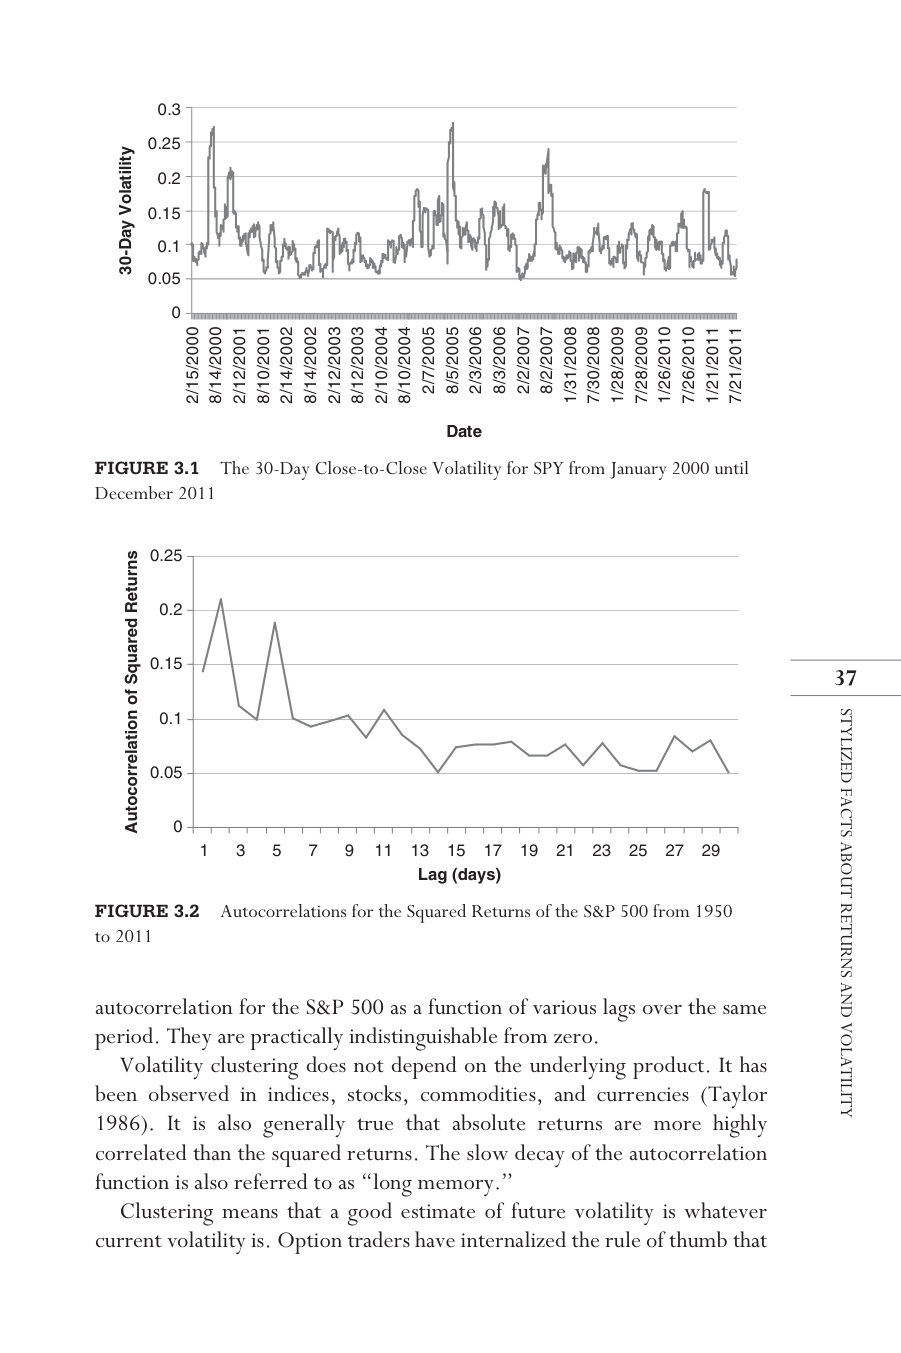 0.3
0.25
0.2
0.15
0.1
0.05
0
30-Day Volatility
2/15/2000
8/14/2000
2/12/2001
8/10/2001
2/14/2002
8/14/2002
2/12/2003
8/12/2003
2/10/2004
8/10/2004
2/7/2005
8/5/2005
2/3/2006
8/3/2006
2/2/2007
8/2/2007
1/31/2008
7/30/2008
1/28/2009
7/28/2009
1/26/2010
7/26/2010
1/21/2011
7/21/2011
Date
FIGURE 3.1 The 30-Day Close-to-Close Volatility for SPY from January 2000 until
December 2011
0.25
0.2
0.15
0.1
0.05
0
Autocorrelation of Squared Returns
1 3 5 7 9 11 13 15 17 19 21 23 25 27 29
Lag (days)
FIGURE 3.2 Autocorrelations for the Squared Returns of the S&P 500 from 1950
to 2011
autocorrelation for the S&P 500 as a function of various lags over the same
period. They are practically indistinguishable from zero.
Volatility clustering does not depend on the underlying product. It has
been observed in indices, stocks, commodities, and currencies (Taylor
1986). It is also generally true that absolute returns are more highly
correlated than the squared returns. The slow decay of the autocorrelation
function is also referred to as “long memory.”
Clustering means that a good estimate of future volatility is whatever
current volatility is. Option traders have internalized the rule of thumb that
37
STYLIZED FACTS ABOUT RETURNS AND VOLATILITY